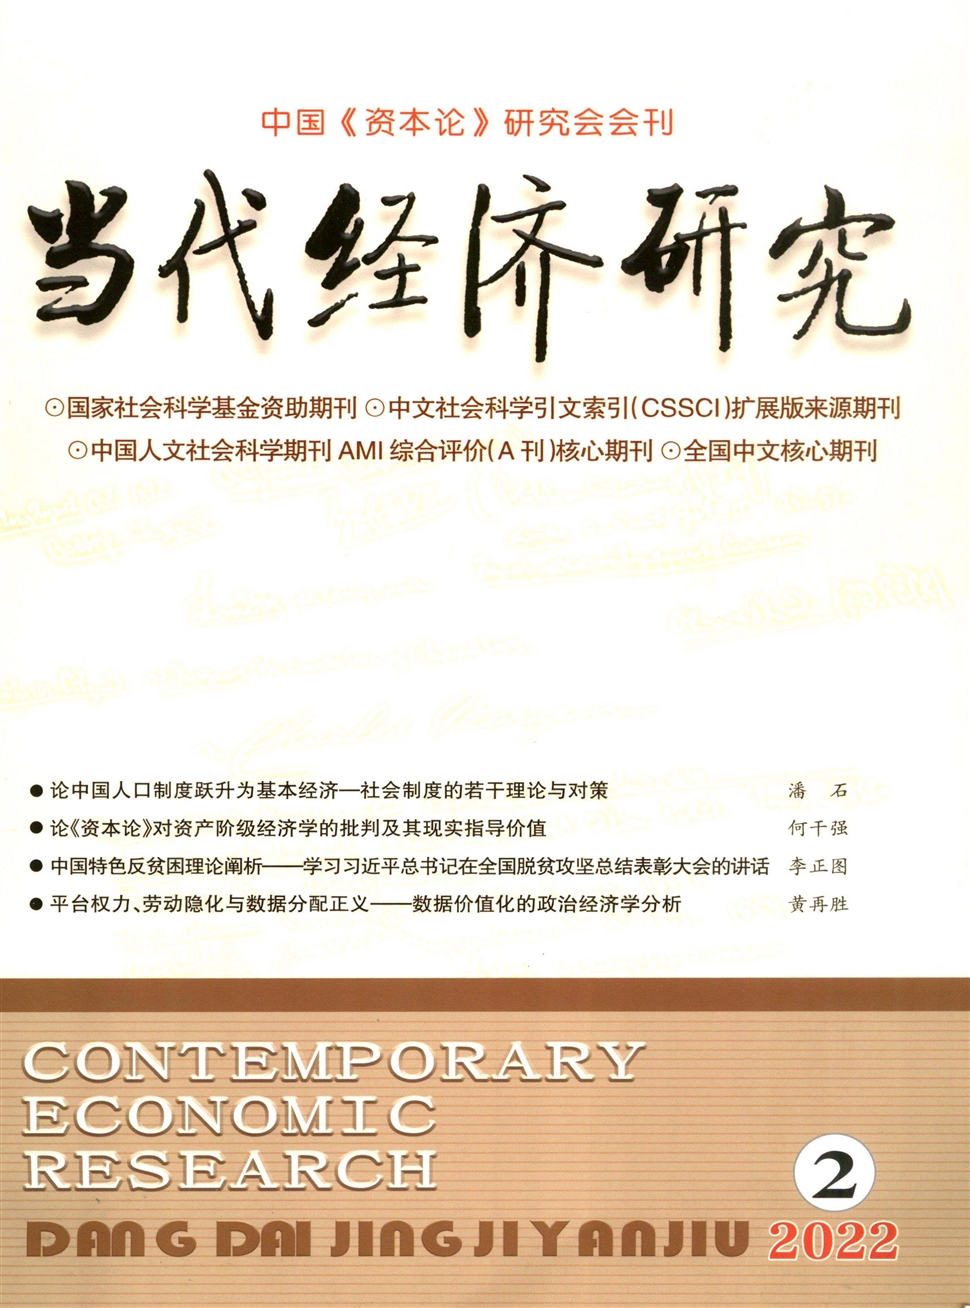 中国《资本论》研究会会刊
当代经济研究
⊙国家社会科学基金资助期刊 ⊙中文社会科学引文索引(CSSCI)扩展版来源期刊
⊙中国人文社会科学期刊 AMI 综合评价(A 刊)核心期刊 ⊙全国中文核心期刊
● 论中国人口制度跃升为基本经济—社会制度的若干理论与对策 潘 石
● 论《资本论》对资产阶级经济学的批判及其现实指导价值 何干强
● 中国特色反贫困理论阐析——学习习近平总书记在全国脱贫攻坚总结表彰大会的讲话 李正图
● 平台权力、劳动隐化与数据分配正义——数据价值化的政治经济学分析 黄再胜
CONTEMPORARY
ECONOMIC
RESEARCH
2
DANG DAI JING JI YAN JIU 2022